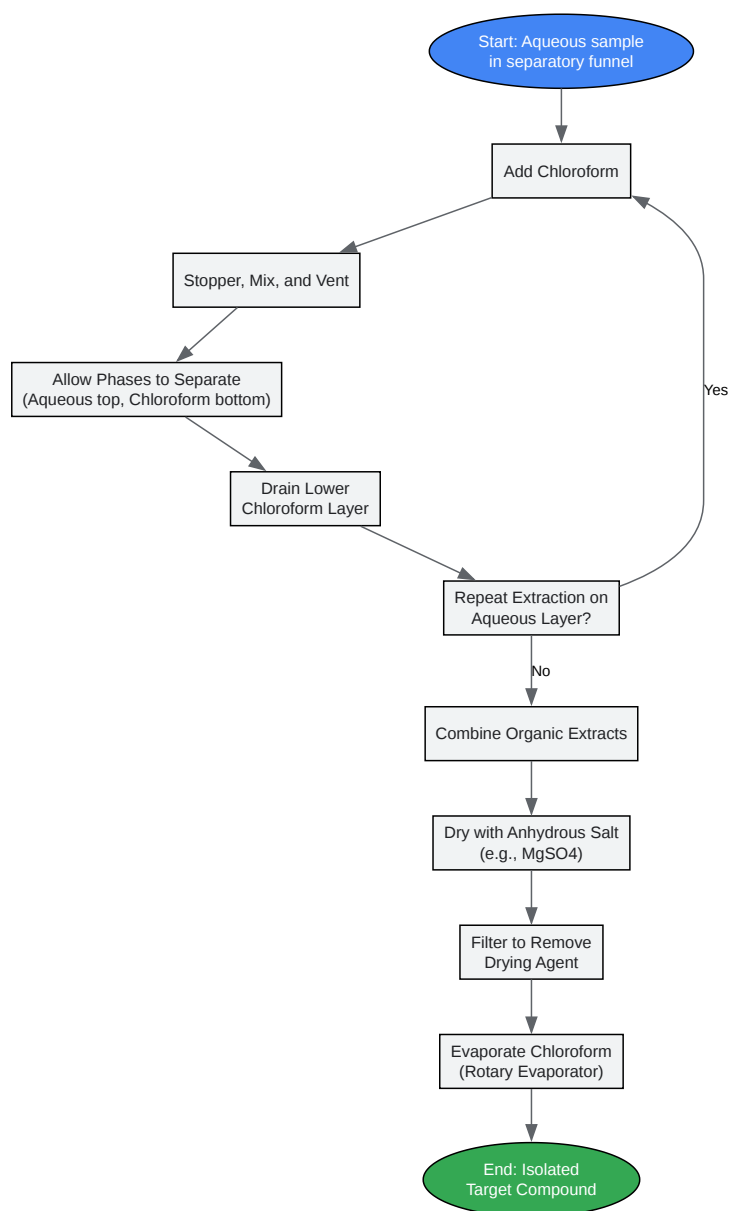 Start: Aqueous sample
in separatory funnel
Add Chloroform
Stopper, Mix, and Vent
Allow Phases to Separate
(Aqueous top, Chloroform bottom)
Yes
Drain Lower
Chloroform Layer
Repeat Extraction on
Aqueous Layer?
No
Combine Organic Extracts
Dry with Anhydrous Salt
(e.g., MgSO4)
Filter to Remove
Drying Agent
Evaporate Chloroform
(Rotary Evaporator)
End: Isolated
Target Compound